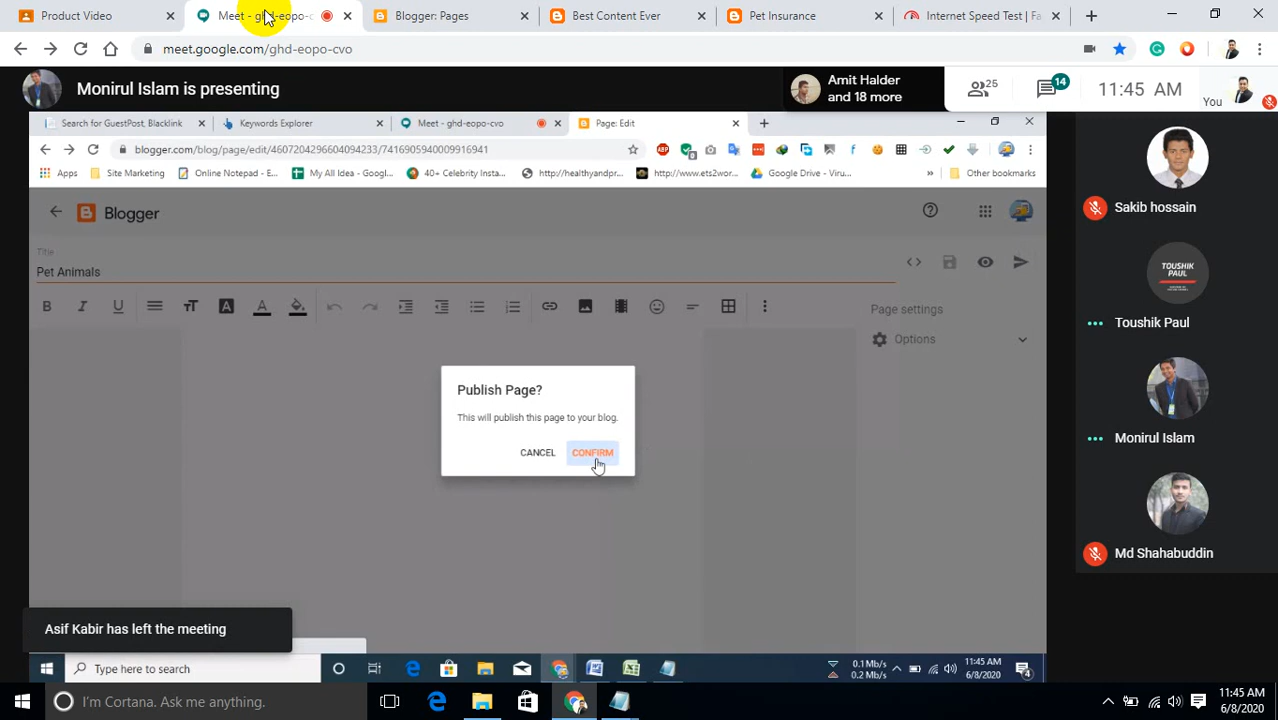 Product Video
Meet - ghd-eopo-c
Blogger: Pages
Best Content Ever
Pet Insurance
Internet Speed Test | Fa
meet.google.com/ghd-eopo-cvo
Monirul Islam is presenting
Amit Halder
and 18 more
25
14
11:45 AM
You
Search for GuestPost, Blacklink
Keywords Explorer
Meet - ghd-eopo-cvo
Page: Edit
blogger.com/blog/page/edit/4607204296604094233/7416905940009916941
Apps
Site Marketing
Online Notepad - E...
My All Idea - Googl...
40+ Celebrity Insta...
http://healthyandpr...
http://www.ets2wor...
Google Drive - Viru...
»
Other bookmarks
Blogger
Title
Pet Animals
Page settings
Options
Publish Page?
This will publish this page to your blog.
CANCEL
CONFIRM
Sakib hossain
TOUSHIK
PAUL
Toushik Paul
Monirul Islam
Md Shahabuddin
Asif Kabir has left the meeting
Type here to search
0.1 Mb/s
0.2 Mb/s
11:45 AM
6/8/2020
4
I'm Cortana. Ask me anything.
11:45 AM
6/8/2020